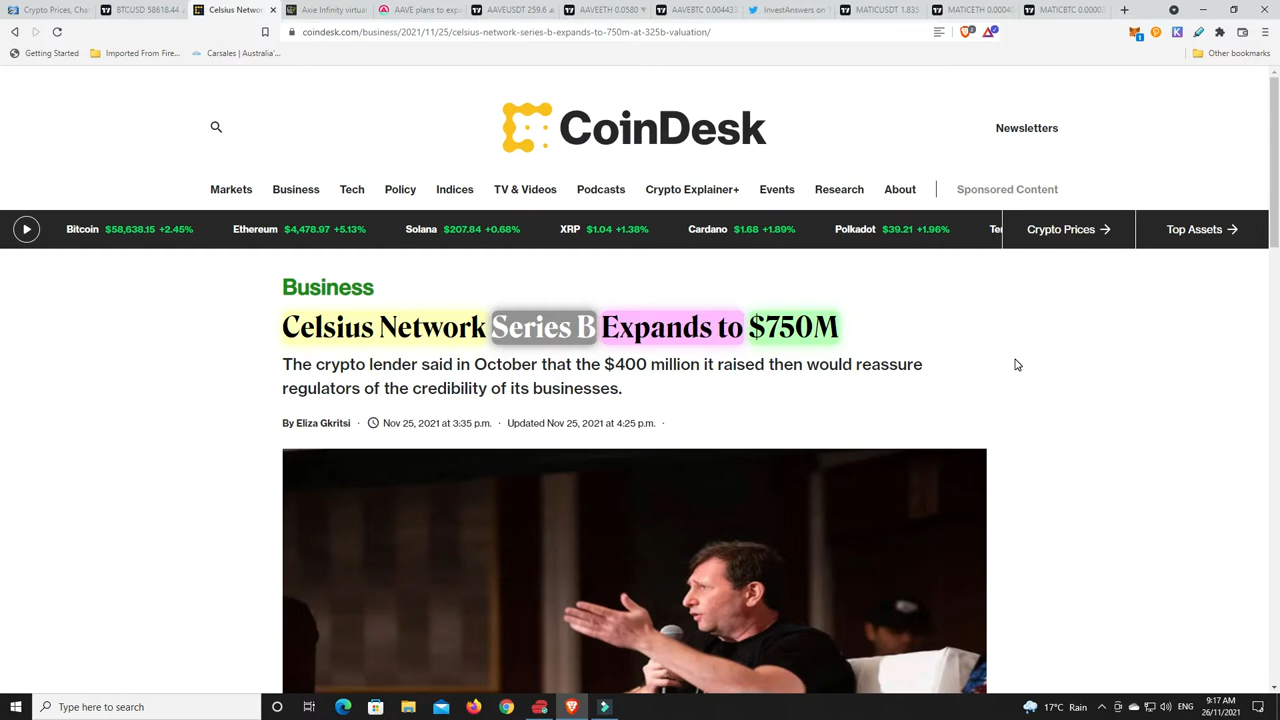 Crypto Prices, Cha
BTCUSD 58618.44
Celsius Network
Axie Infinity virtual
AAVE plans to exp
AAVEUSDT 259.6
AAVEETH 0.0580
AAVEBTC 0.004433
InvestAnswers on
MATICUSDT 1.835
MATICETH 0.0004
MATICBTC 0.00003
coindesk.com/business/2021/11/25/celsius-network-series-b-expands-to-750m-at-325b-valuation/
Getting Started
Imported From Fire...
Carsales | Australia'...
Other bookmarks
CoinDesk
Newsletters
Markets Business Tech Policy Indices TV & Videos Podcasts Crypto Explainer+ Events Research About Sponsored Content
Bitcoin $58,638.15 +2.45% Ethereum $4,478.97 +5.13% Solana $207.84 +0.68% XRP $1.04 +1.38% Cardano $1.68 +1.89% Polkadot $39.21 +1.96% Crypto Prices → Top Assets →
Business
Celsius Network Series B Expands to $750M
The crypto lender said in October that the $400 million it raised then would reassure
regulators of the credibility of its businesses.
By Eliza Gkritsi · Nov 25, 2021 at 3:35 p.m. · Updated Nov 25, 2021 at 4:25 p.m. ·
Type here to search
17°C Rain
ENG
9:17 AM
26/11/2021